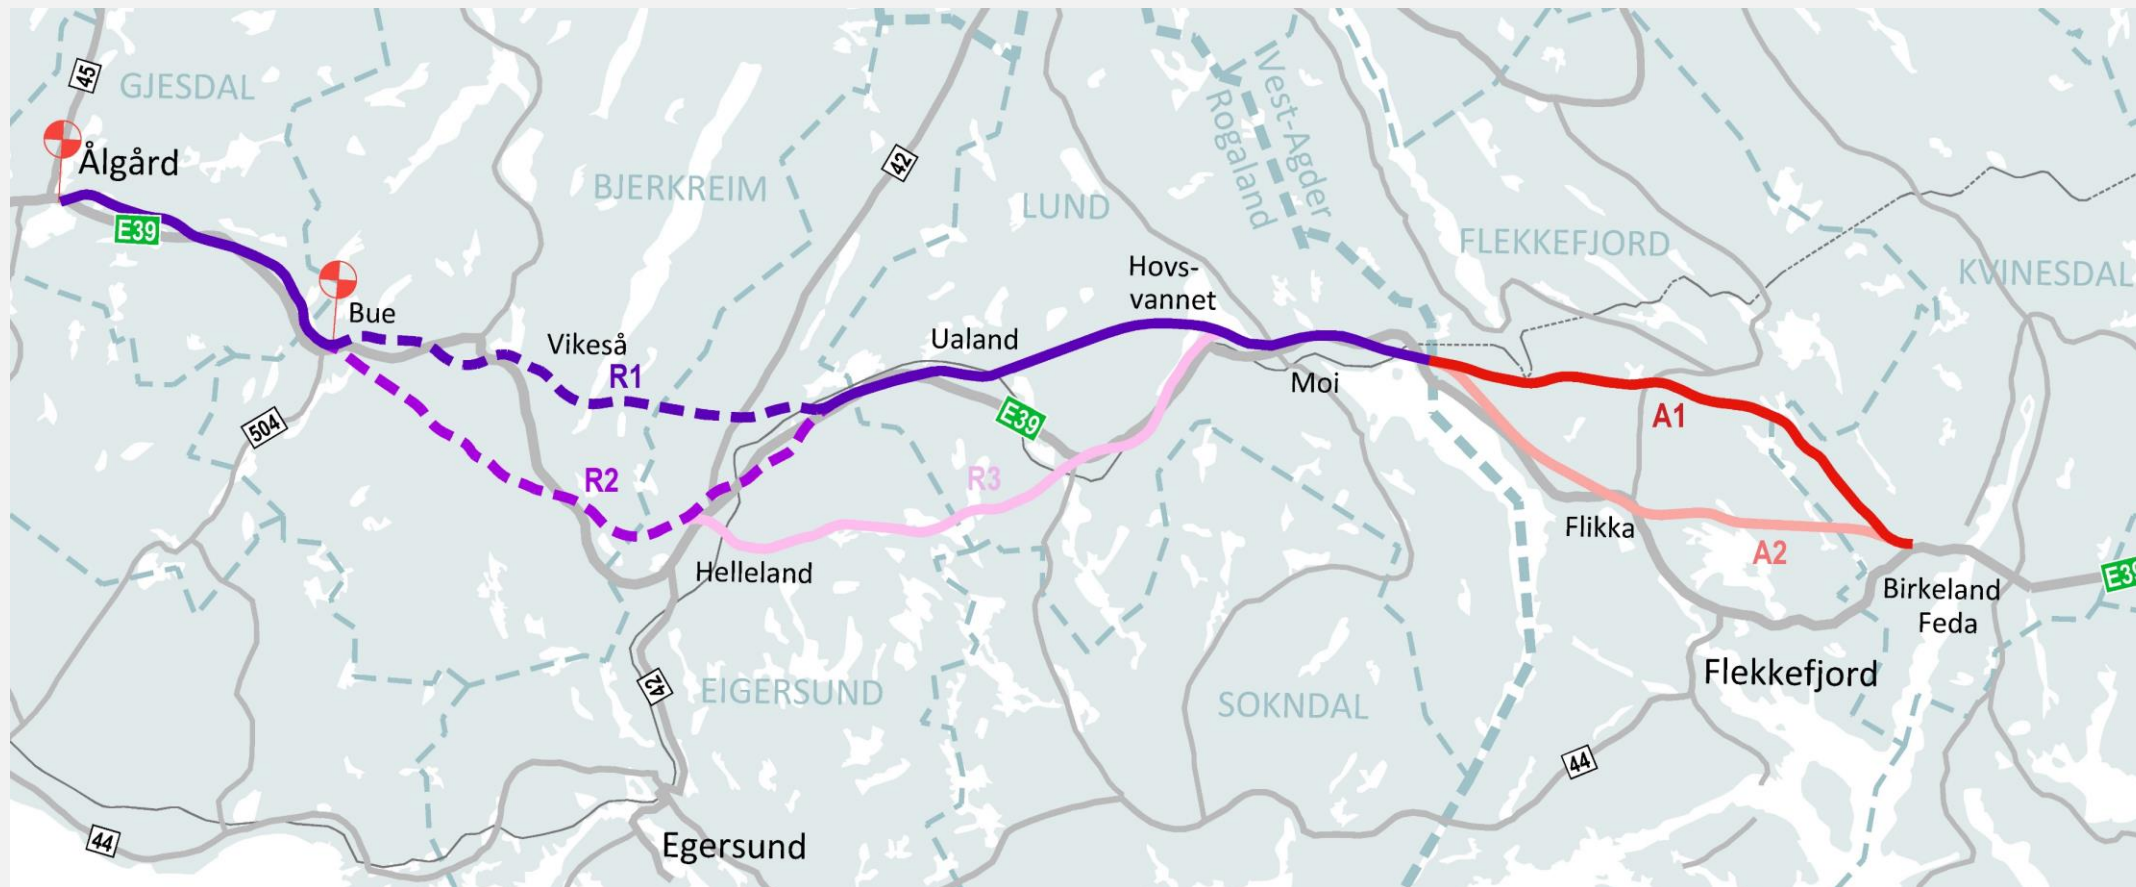 45
GJESDAL
Ålgård
E39
BJERKREIM
42
LUND
Vest-Agder
Rogaland
FLEKKEFJORD
KVINESDAL
Bue
Hovs-
vannet
Vikeså
R1
Ualand
Moi
E39
A1
504
R2
R3
Flikka
A2
Helleland
Birkeland
Feda
E39
Flekkefjord
42
EIGERSUND
SOKNDAL
44
44
Egersund